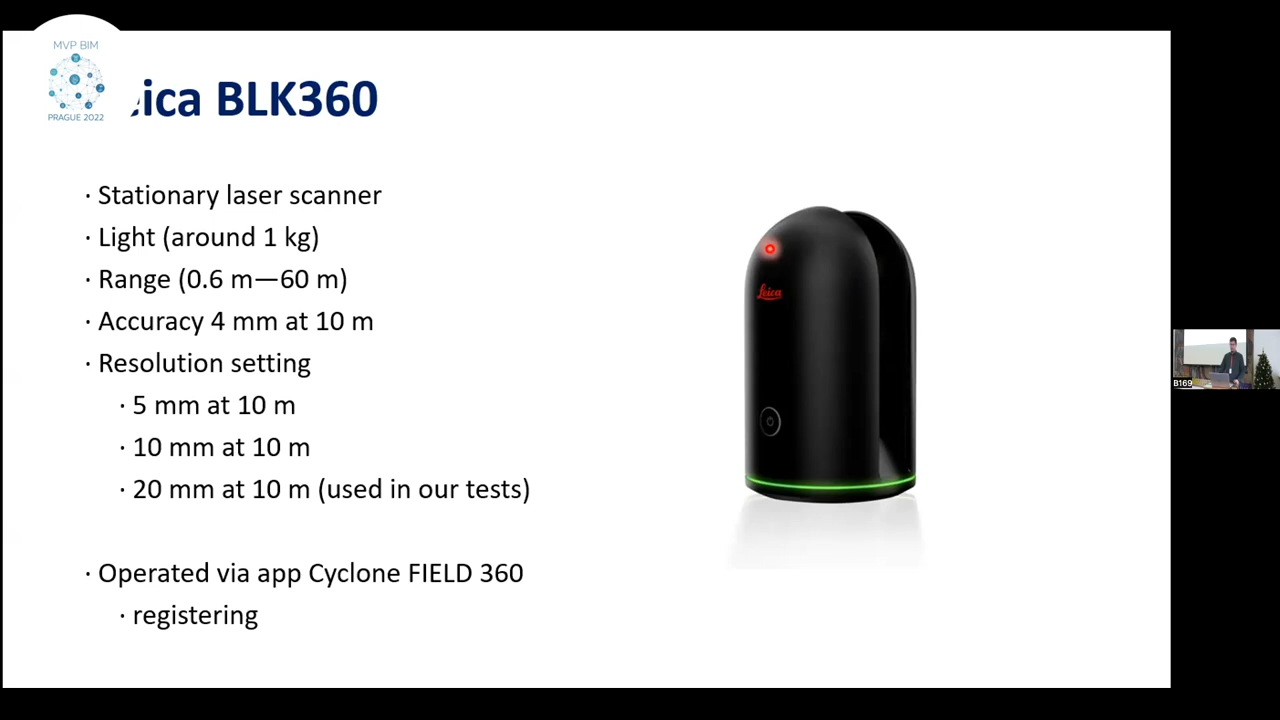 MVP BIM
PRAGUE 2022
ica BLK360
· Stationary laser scanner
· Light (around 1 kg)
· Range (0.6 m—60 m)
· Accuracy 4 mm at 10 m
· Resolution setting
· 5 mm at 10 m
· 10 mm at 10 m
· 20 mm at 10 m (used in our tests)
· Operated via app Cyclone FIELD 360
· registering
Leica
B169